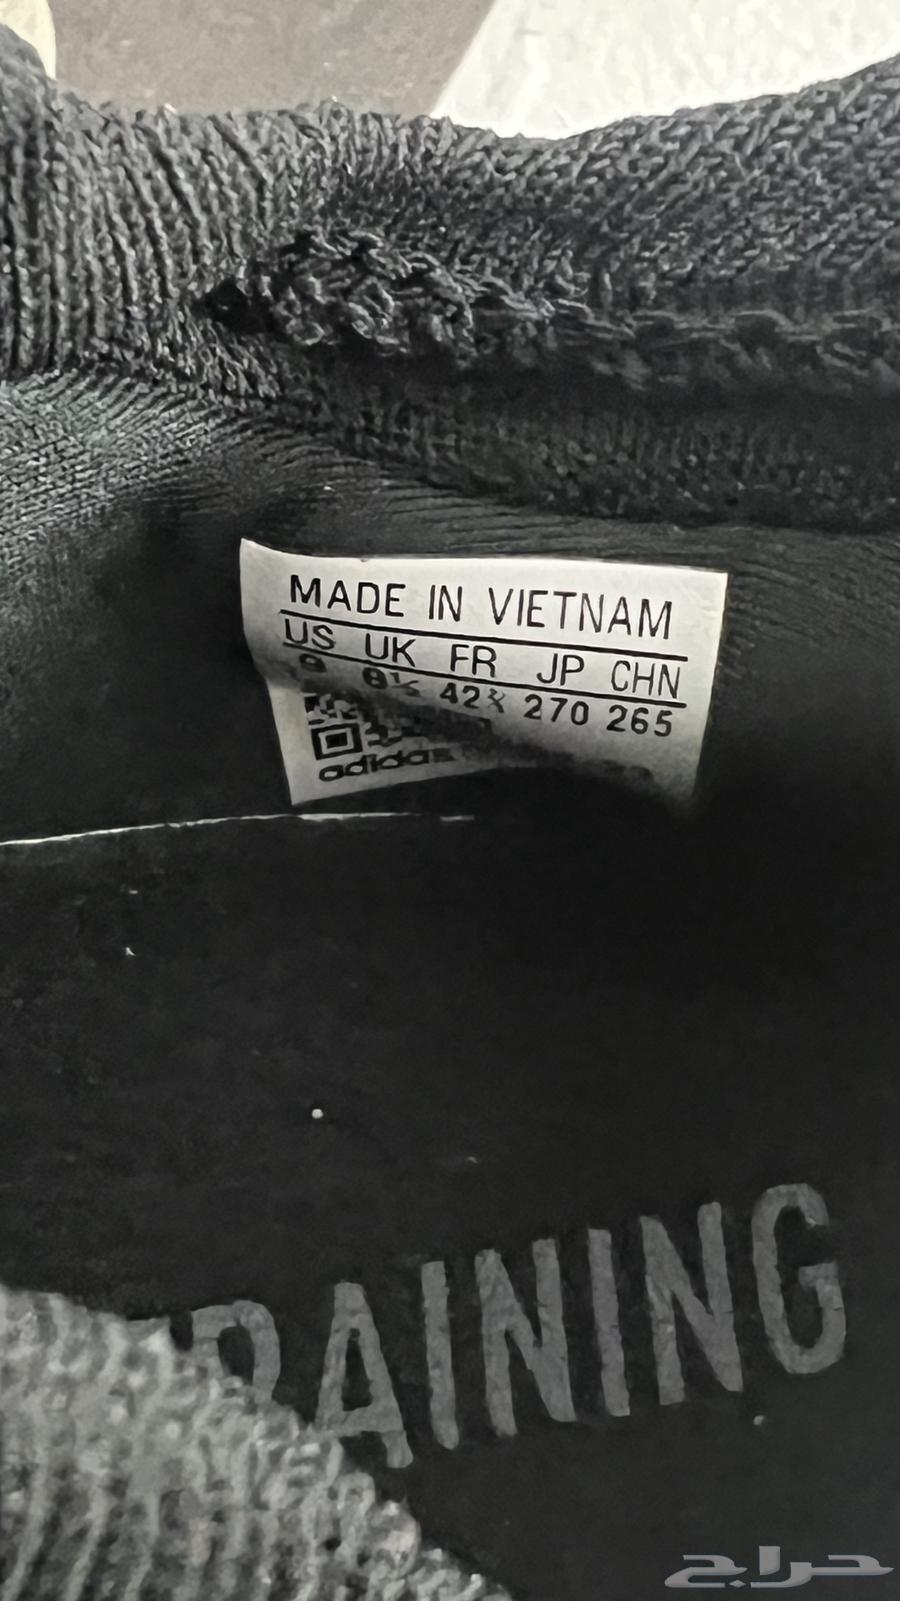 MADE IN VIETNAM
US UK FR JP CHN
9 8½ 42⅔ 270 265
adidas
RAINING
حراج